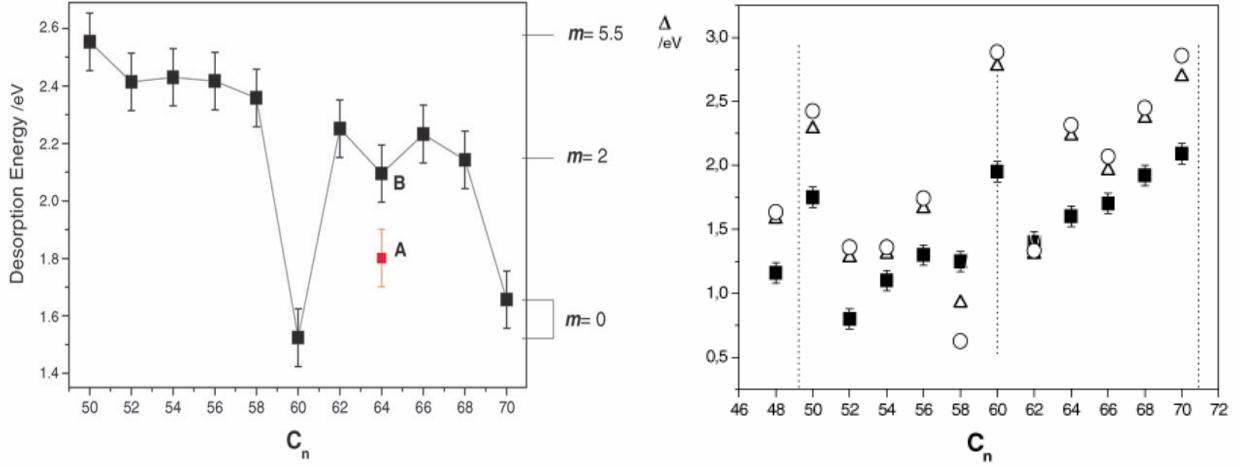 2.6
2.4
2.2
2.0
1.8
1.6
1.4
Desorption Energy /eV
50 52 54 56 58 60 62 64 66 68 70
Cn
B
A
m= 5.5
m= 2
m= 0
Δ
/eV
3,0
2,5
2,0
1,5
1,0
0,5
46 48 50 52 54 56 58 60 62 64 66 68 70 72
Cn